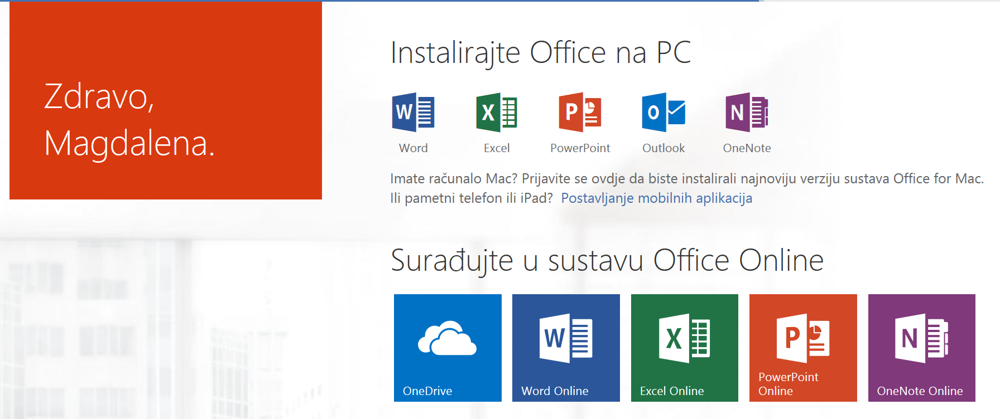 Zdravo,
Magdalena.
Instalirajte Office na PC
W
X
P
O
N
Word
Excel
PowerPoint
Outlook
OneNote
Imate računalo Mac? Prijavite se ovdje da biste instalirali najnoviju verziju sustava Office for Mac.
Ili pametni telefon ili iPad? Postavljanje mobilnih aplikacija
Surađujte u sustavu Office Online
W
X
P
N
OneDrive
Word Online
Excel Online
PowerPoint
Online
OneNote Online